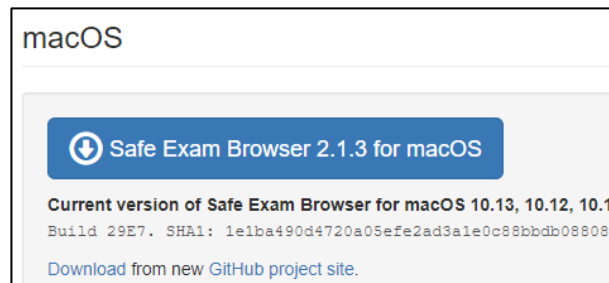 macOS
Safe Exam Browser 2.1.3 for macOS
Current version of Safe Exam Browser for macOS 10.13, 10.12, 10.1
Build 29E7. SHA1: 1e1ba490d4720a05efe2ad3a1e0c88bbdb08808
Download from new GitHub project site.